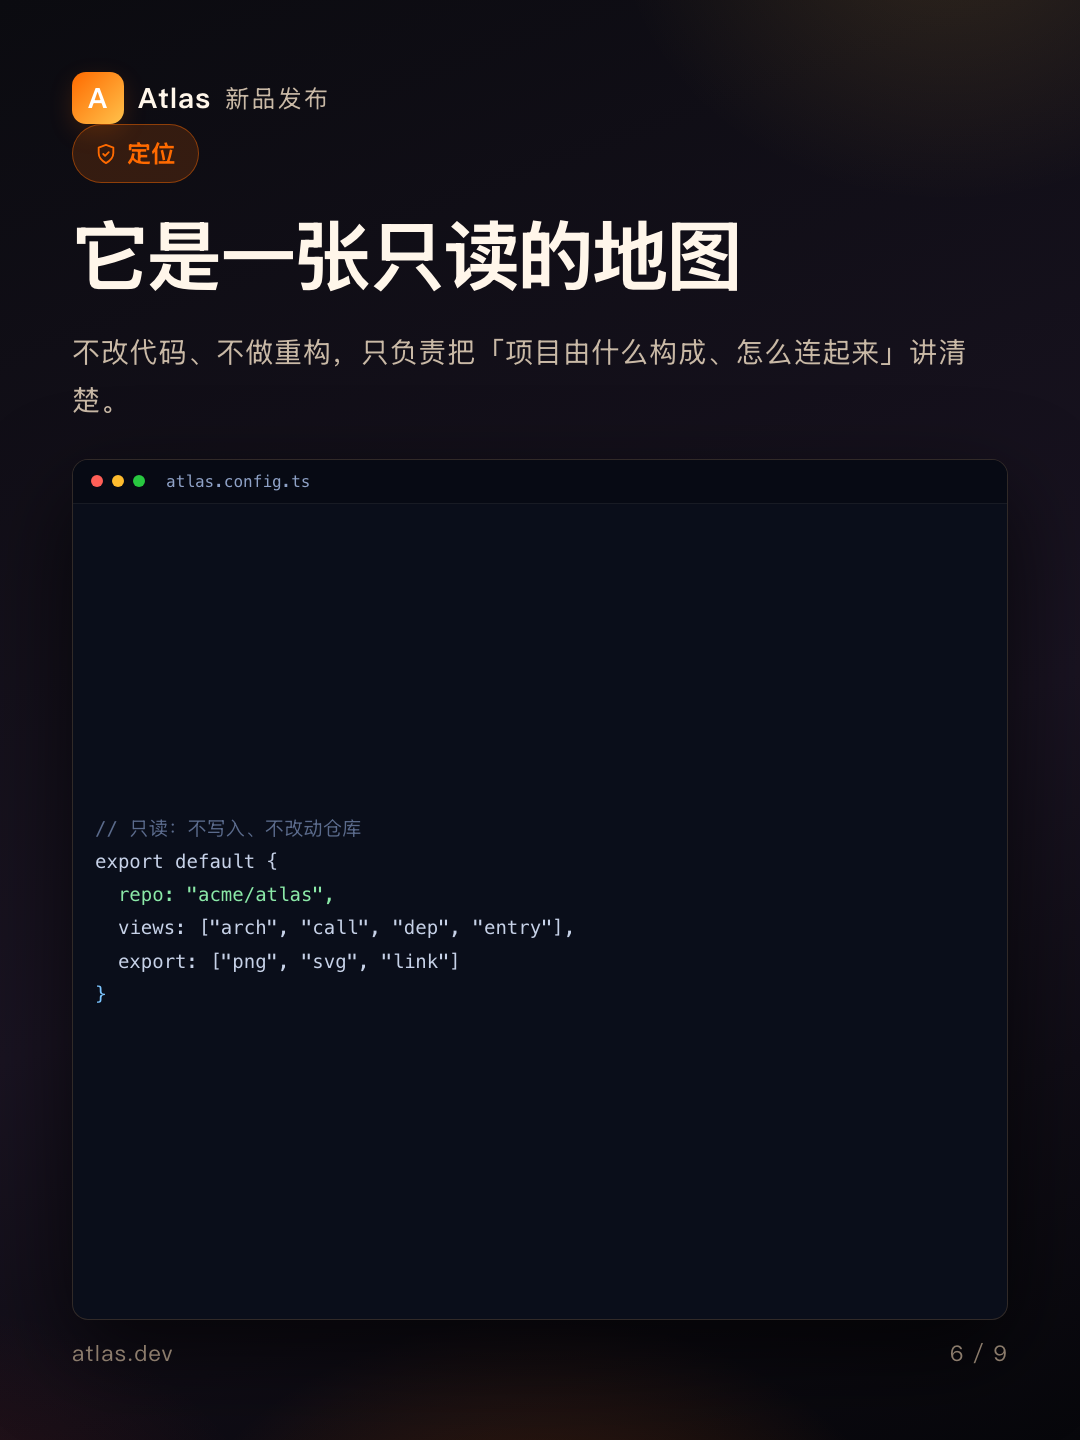 A Atlas 新品发布
定位
它是一张只读的地图
不改代码、不做重构，只负责把「项目由什么构成、怎么连起来」讲清
楚。
atlas.config.ts
// 只读：不写入、不改动仓库
export default {
  repo: "acme/atlas",
  views: ["arch", "call", "dep", "entry"],
  export: ["png", "svg", "link"]
}
atlas.dev
6 / 9